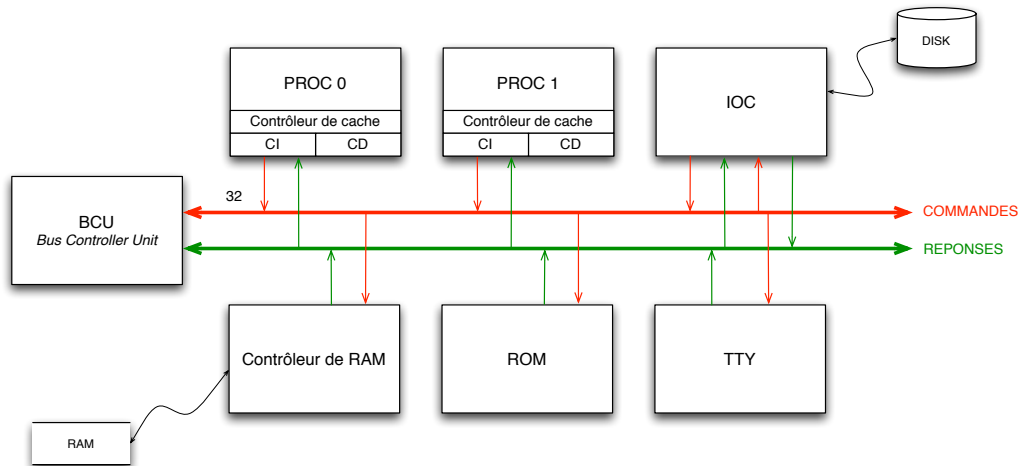 DISK
PROC 0
Contrôleur de cache
CI
CD
PROC 1
Contrôleur de cache
CI
CD
IOC
32
BCU
Bus Controller Unit
COMMANDES
REPONSES
Contrôleur de RAM
ROM
TTY
RAM